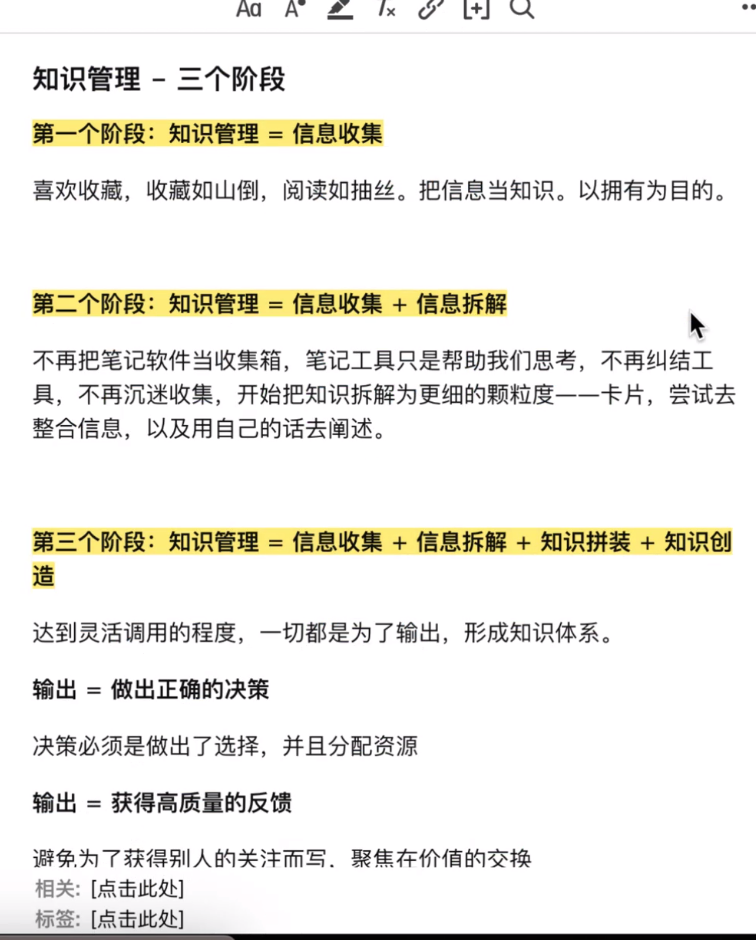 Aa
知识管理 – 三个阶段
第一个阶段：知识管理 = 信息收集
喜欢收藏，收藏如山倒，阅读如抽丝。把信息当知识。以拥有为目的。
第二个阶段：知识管理 = 信息收集 + 信息拆解
不再把笔记软件当收集箱，笔记工具只是帮助我们思考，不再纠结工
具，不再沉迷收集，开始把知识拆解为更细的颗粒度——卡片，尝试去
整合信息，以及用自己的话去阐述。
第三个阶段：知识管理 = 信息收集 + 信息拆解 + 知识拼装 + 知识创
造
达到灵活调用的程度，一切都是为了输出，形成知识体系。
输出 = 做出正确的决策
决策必须是做出了选择，并且分配资源
输出 = 获得高质量的反馈
避免为了获得别人的关注而写，聚焦在价值的交换
相关: [点击此处]
标签: [点击此处]